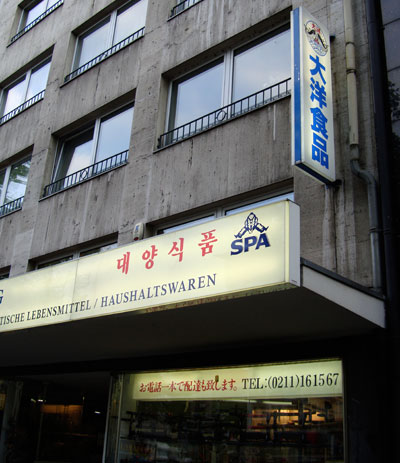 大洋食品
대양식품 SPA
TISCHE LEBENSMITTEL / HAUSHALTSWAREN
お電話一本で配達も致します。 TEL:(0211)161567